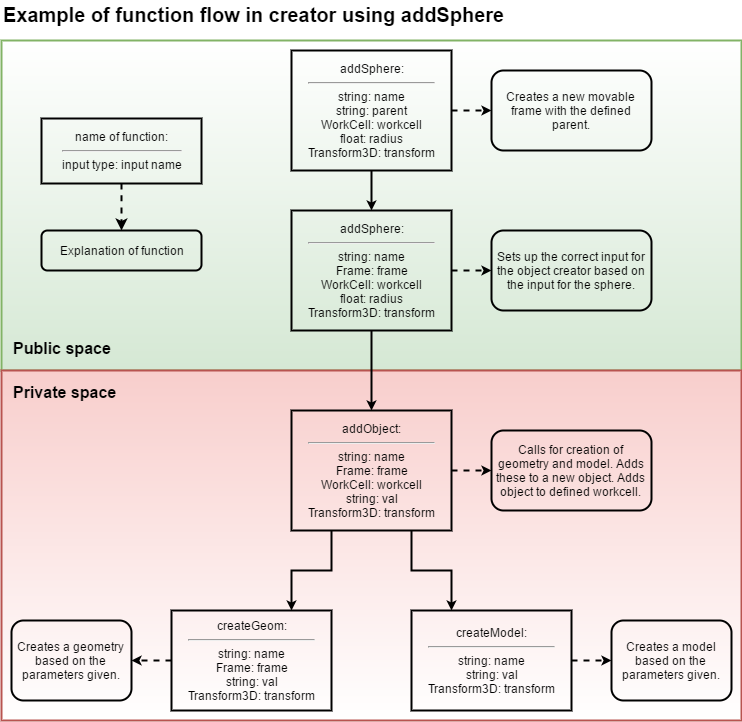 Example of function flow in creator using addSphere
name of function:
input type: input name
Explanation of function
addSphere:
string: name
string: parent
WorkCell: workcell
float: radius
Transform3D: transform
Creates a new movable
frame with the defined
parent.
addSphere:
string: name
Frame: frame
WorkCell: workcell
float: radius
Transform3D: transform
Sets up the correct input for
the object creator based on
the input for the sphere.
Public space
Private space
addObject:
string: name
Frame: frame
WorkCell: workcell
string: val
Transform3D: transform
Calls for creation of
geometry and model. Adds
these to a new object. Adds
object to defined workcell.
Creates a geometry
based on the
parameters given.
createGeom:
string: name
Frame: frame
string: val
Transform3D: transform
createModel:
string: name
string: val
Transform3D: transform
Creates a model
based on the
parameters given.